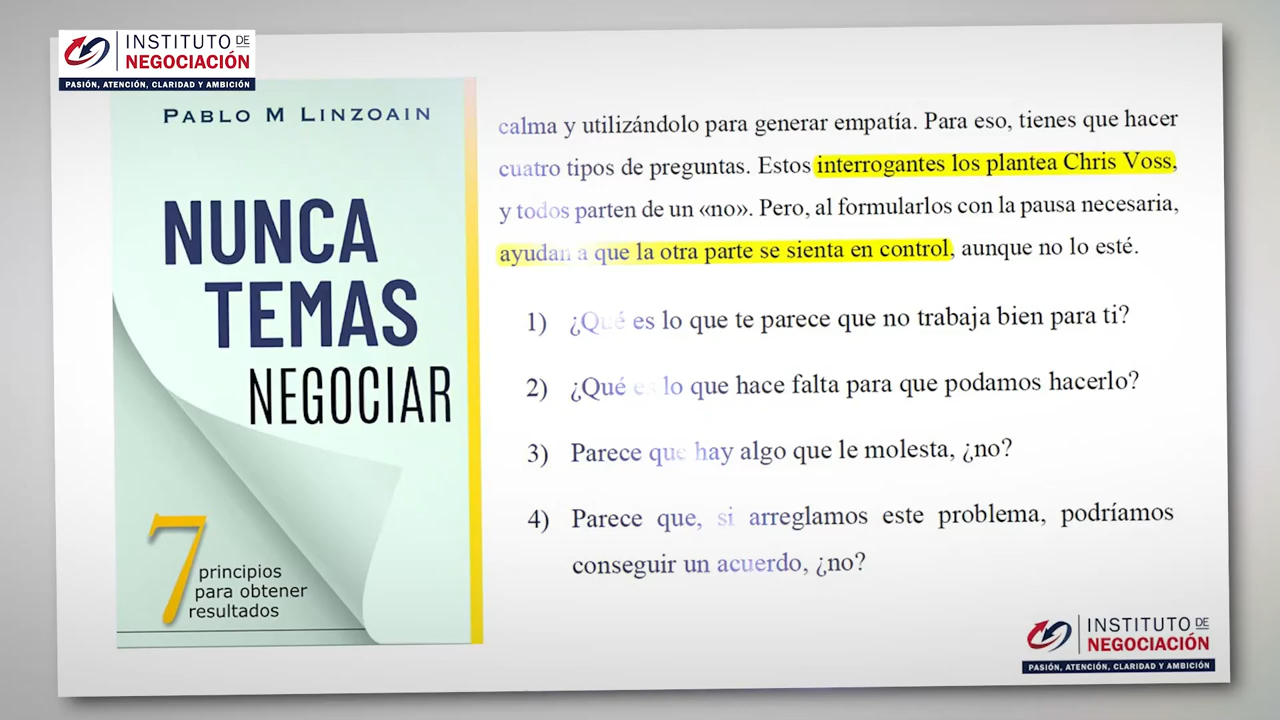 INSTITUTO DE
NEGOCIACIÓN
PASIÓN, ATENCIÓN, CLARIDAD Y AMBICIÓN
PABLO M LINZOAIN
NUNCA
TEMAS
NEGOCIAR
7
principios
para obtener
resultados
calma y utilizándolo para generar empatía. Para eso, tienes que hacer
cuatro tipos de preguntas. Estos interrogantes los plantea Chris Voss,
y todos parten de un «no». Pero, al formularlos con la pausa necesaria,
ayudan a que la otra parte se sienta en control, aunque no lo esté.
1) ¿Qué es lo que te parece que no trabaja bien para ti?
2) ¿Qué es lo que hace falta para que podamos hacerlo?
3) Parece que hay algo que le molesta, ¿no?
4) Parece que, si arreglamos este problema, podríamos
conseguir un acuerdo, ¿no?
INSTITUTO DE
NEGOCIACIÓN
PASIÓN, ATENCIÓN, CLARIDAD Y AMBICIÓN